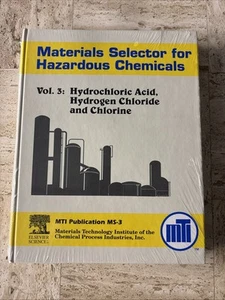 Materials Selector for
Hazardous Chemicals
Vol. 3: Hydrochloric Acid,
Hydrogen Chloride
and Chlorine
ELSEVIER
SCIENCE
MTI Publication MS-3
Materials Technology Institute of the
Chemical Process Industries, Inc.
MTI